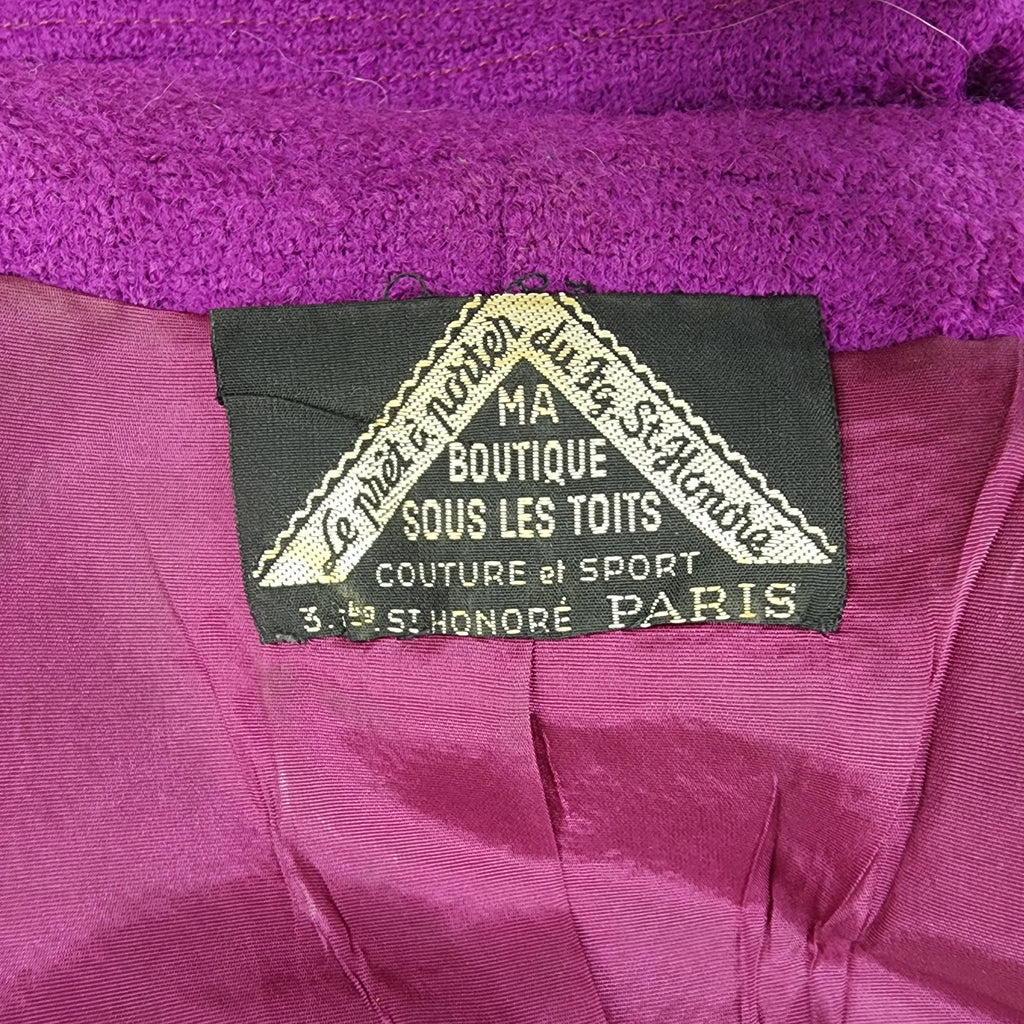 Le prêt à porter du Fg. St Honoré
MA
BOUTIQUE
SOUS LES TOITS
COUTURE et SPORT
3. Fbg ST HONORÉ PARIS